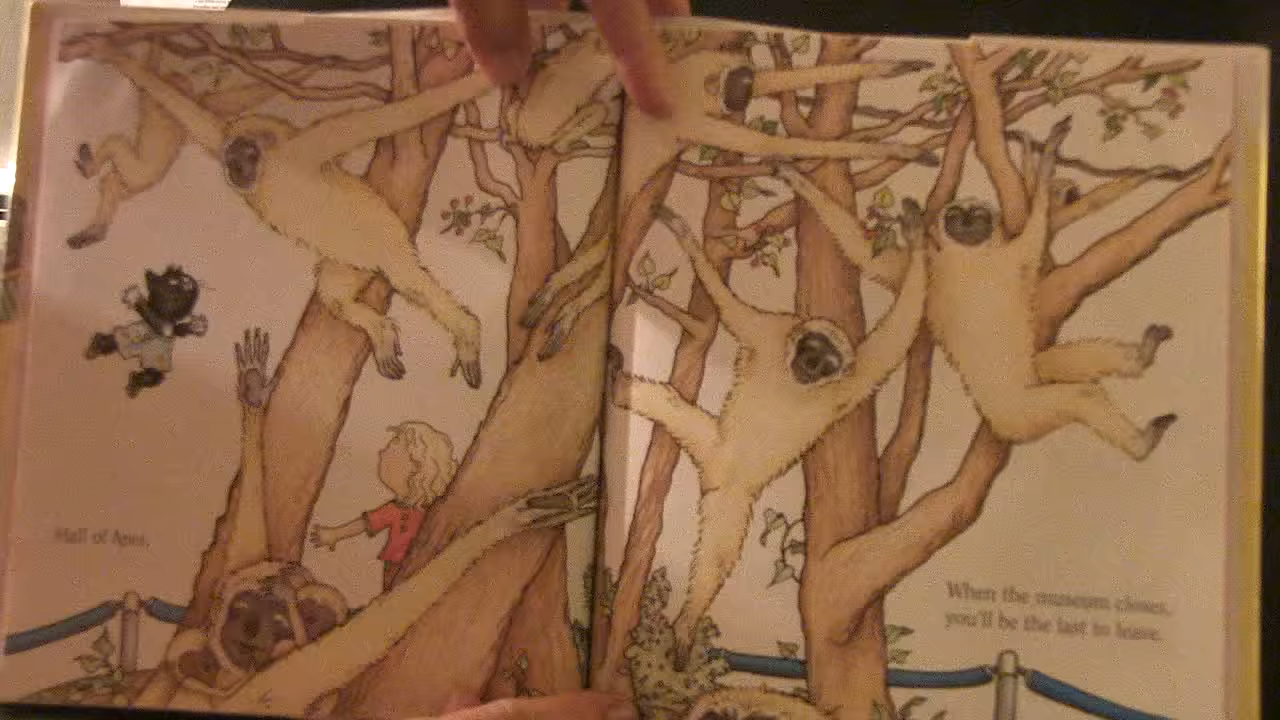 Hall of Apes.
When the museum closes,
you'll be the last to leave.